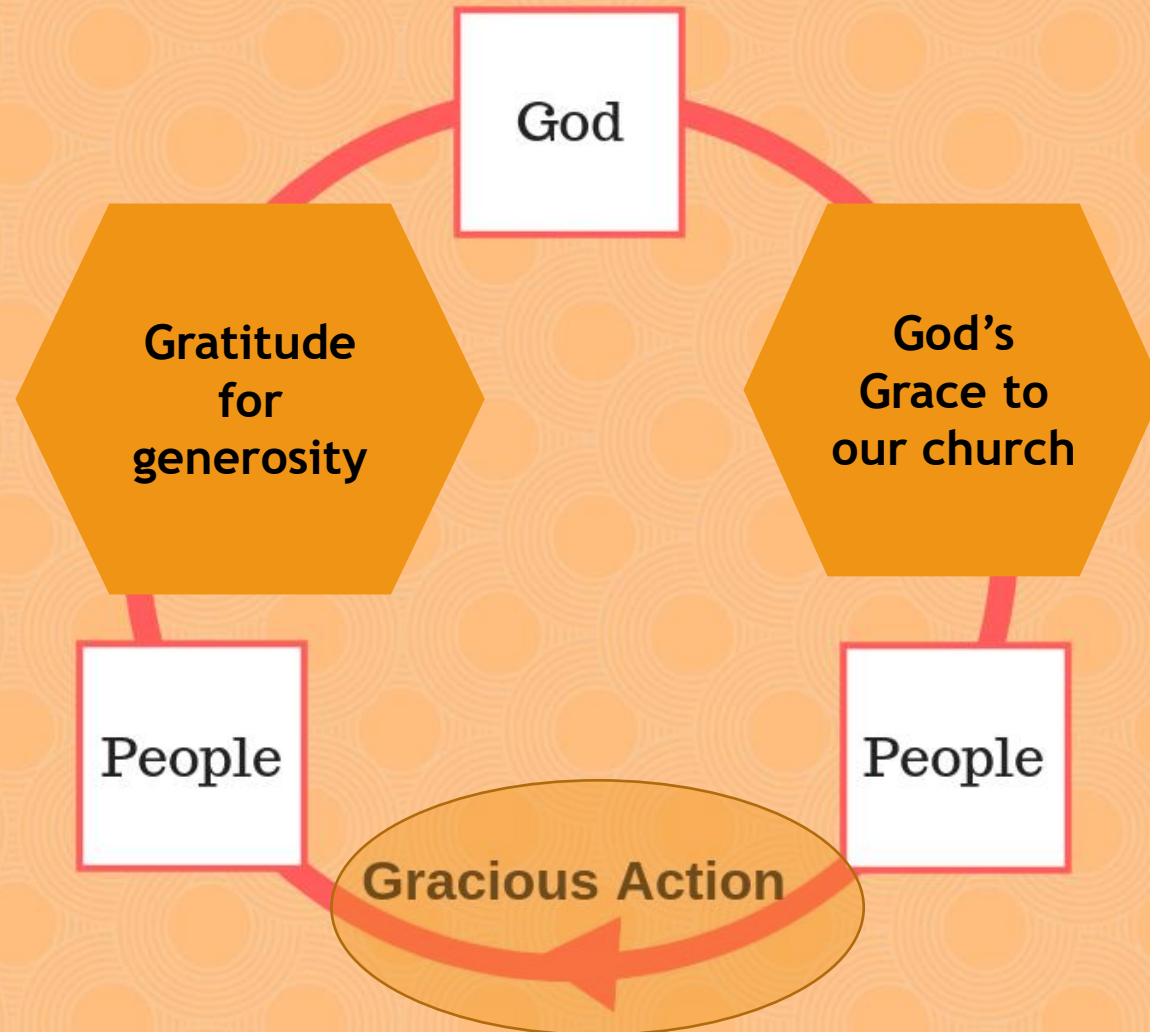 God
Gratitude
for
generosity
God’s
Grace to
our church
People
People
Gracious Action